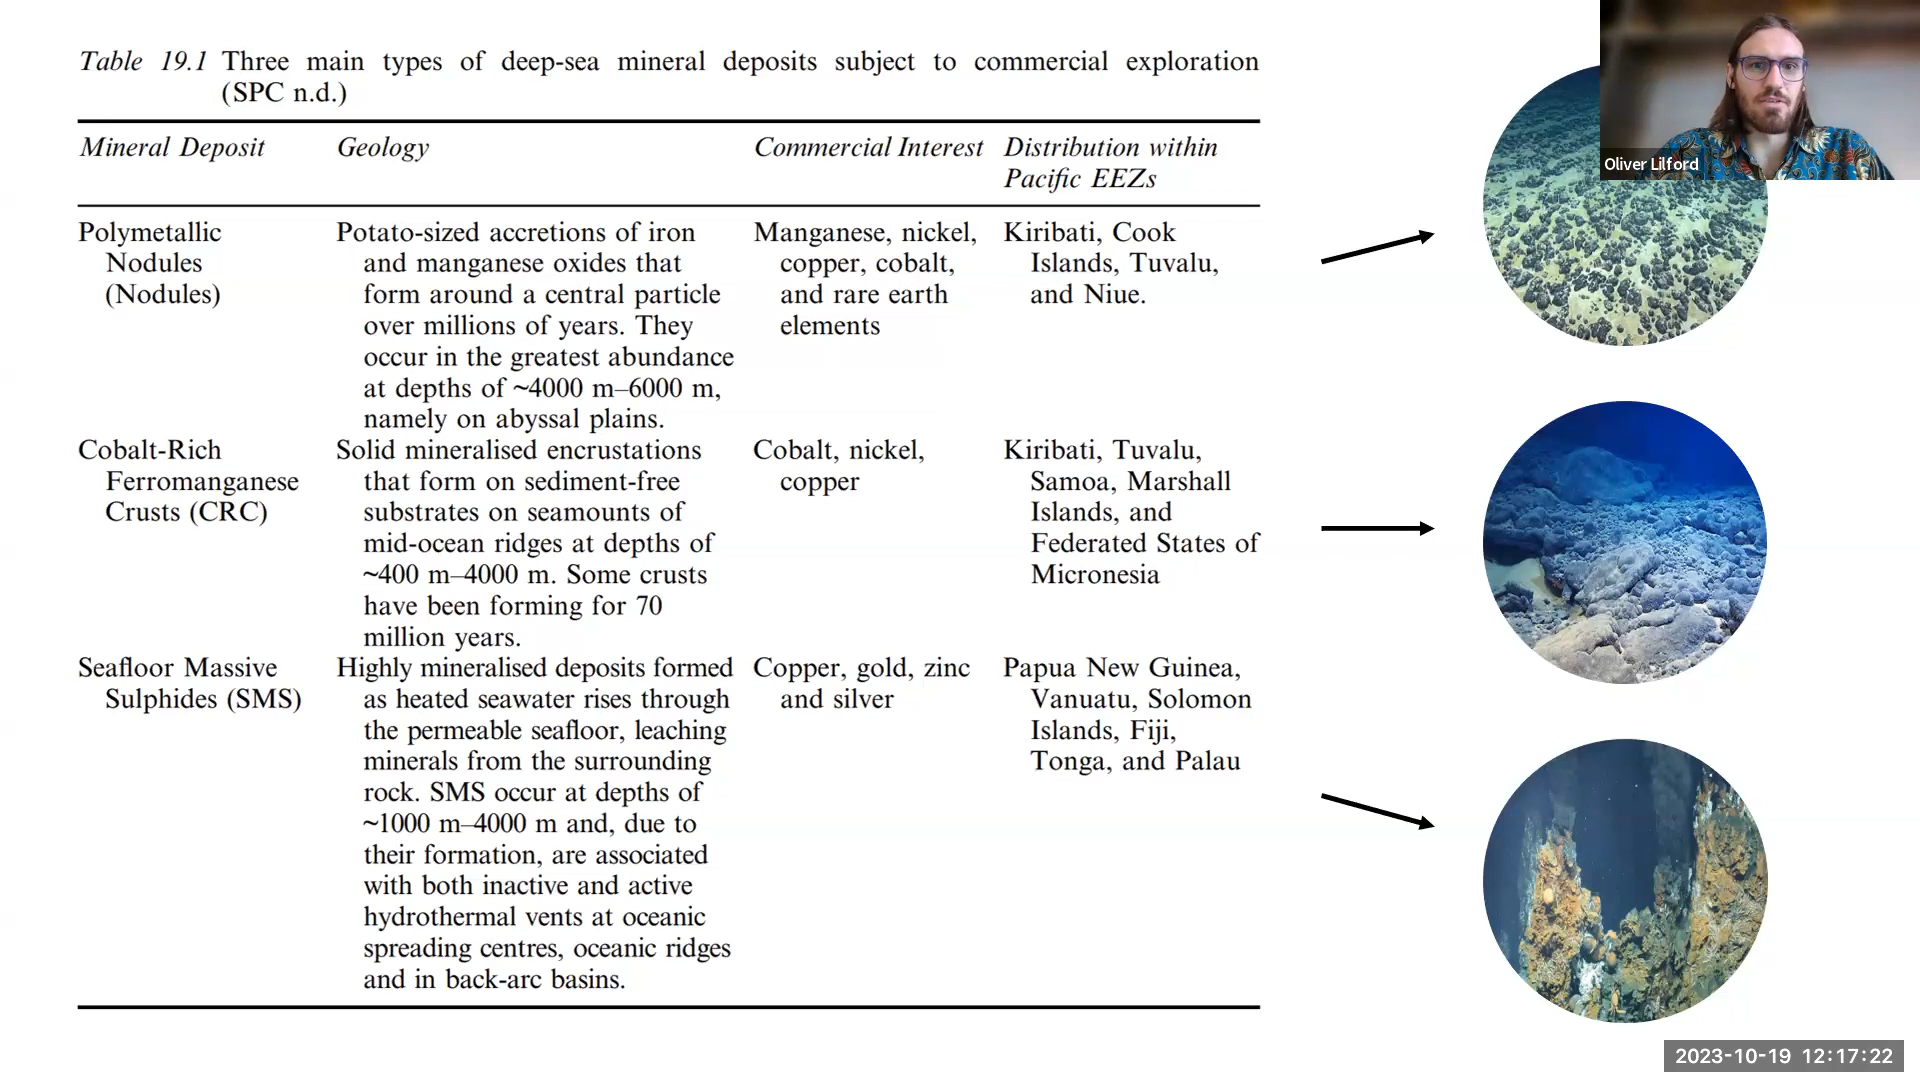 Table 19.1 Three main types of deep-sea mineral deposits subject to commercial exploration
(SPC n.d.)
Mineral Deposit
Geology
Commercial Interest
Distribution within
Pacific EEZs
Polymetallic
Nodules
(Nodules)
Potato-sized accretions of iron
and manganese oxides that
form around a central particle
over millions of years. They
occur in the greatest abundance
at depths of ~4000 m–6000 m,
namely on abyssal plains.
Manganese, nickel,
copper, cobalt,
and rare earth
elements
Kiribati, Cook
Islands, Tuvalu,
and Niue.
Cobalt-Rich
Ferromanganese
Crusts (CRC)
Solid mineralised encrustations
that form on sediment-free
substrates on seamounts of
mid-ocean ridges at depths of
~400 m–4000 m. Some crusts
have been forming for 70
million years.
Cobalt, nickel,
copper
Kiribati, Tuvalu,
Samoa, Marshall
Islands, and
Federated States of
Micronesia
Seafloor Massive
Sulphides (SMS)
Highly mineralised deposits formed
as heated seawater rises through
the permeable seafloor, leaching
minerals from the surrounding
rock. SMS occur at depths of
~1000 m–4000 m and, due to
their formation, are associated
with both inactive and active
hydrothermal vents at oceanic
spreading centres, oceanic ridges
and in back-arc basins.
Copper, gold, zinc
and silver
Papua New Guinea,
Vanuatu, Solomon
Islands, Fiji,
Tonga, and Palau
Oliver Lilford
2023-10-19 12:17:22